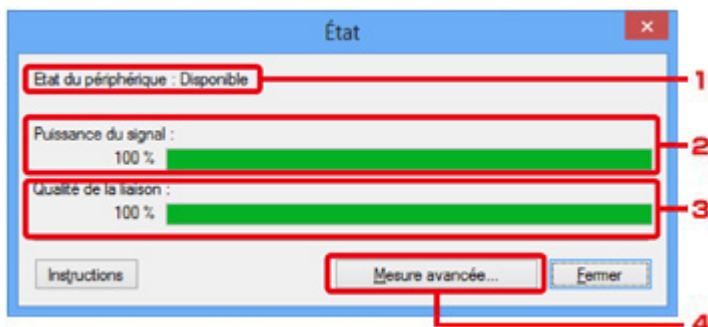 État
Etat du périphérique : Disponible
1
Puissance du signal :
100 %
2
Qualité de la liaison :
100 %
3
Instructions
Mesure avancée...
Fermer
4